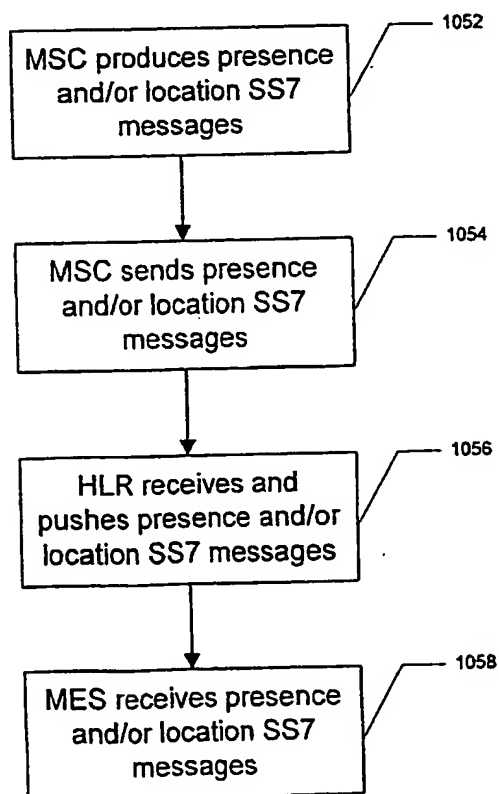 1052
MSC produces presence
and/or location SS7
messages
1054
MSC sends presence
and/or location SS7
messages
1056
HLR receives and
pushes presence and/or
location SS7 messages
1058
MES receives presence
and/or location SS7
messages